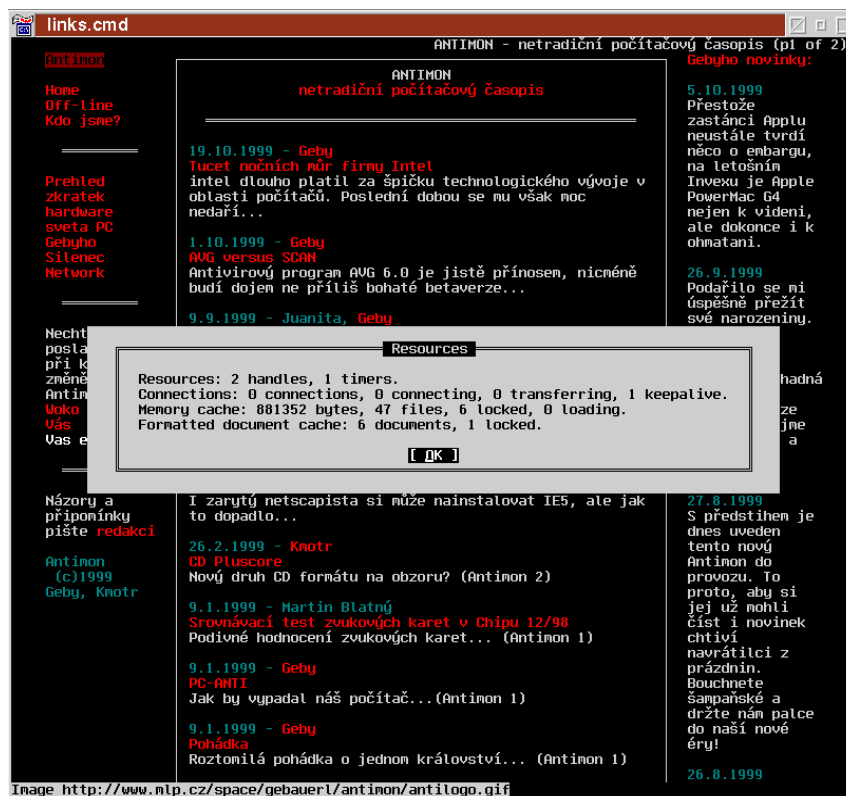 links.cmd
ANTIMON - netradiční počítačový časopis (p1 of 2)
Antimon
Home
Off-line
Kdo jsme?
Prehled
zkratek
hardware
sveta PC
Gebyho
Silenec
Network
Necht
posla
při k
změně
Antim
Woko
Vás
Vas e
Názory a
připomínky
pište redakci
Antimon
(c)1999
Geby, Kmotr
ANTIMON
netradiční počítačový časopis
19.10.1999 - Geby
Tucet nočních můr firmy Intel
intel dlouho platil za špičku technologického vývoje v
oblasti počítačů. Poslední dobou se mu však moc
nedaří...
1.10.1999 - Geby
AVG versus SCAN
Antivirový program AVG 6.0 je jistě přínosem, nicméně
budí dojem ne příliš bohaté betaverze...
9.9.1999 - Juanita, Geby
Resources
Resources: 2 handles, 1 timers.
Connections: 0 connections, 0 connecting, 0 transferring, 1 keepalive.
Memory cache: 881352 bytes, 47 files, 6 locked, 0 loading.
Formatted document cache: 6 documents, 1 locked.
[ OK ]
I zarytý netscapista si může nainstalovat IE5, ale jak
to dopadlo...
26.2.1999 - Kmotr
CD Pluscore
Nový druh CD formátu na obzoru? (Antimon 2)
9.1.1999 - Martin Blatný
Srovnávací test zvukových karet v Chipu 12/98
Podivné hodnocení zvukových karet... (Antimon 1)
9.1.1999 - Geby
PC-ANTI
Jak by vypadal náš počítač...(Antimon 1)
9.1.1999 - Geby
Pohádka
Roztomilá pohádka o jednom království... (Antimon 1)
Gebyho novinky:
5.10.1999
Přestože
zastánci Applu
neustále tvrdí
něco o embargu,
na letošním
Invexu je Apple
PowerMac G4
nejen k videni,
ale dokonce i k
ohmatani.
26.9.1999
Podařilo se mi
úspěšně přežít
své narozeniny.
hadná
ze
jme
a
27.8.1999
S předstihem je
dnes uveden
tento nový
Antimon do
provozu. To
proto, aby si
jej už mohli
číst i novinek
chtiví
navrátilci z
prázdnin.
Bouchnete
šampaňské a
držte nám palce
do naší nové
éry!
26.8.1999
Image http://www.mlp.cz/space/gebauerl/antimon/antilogo.gif